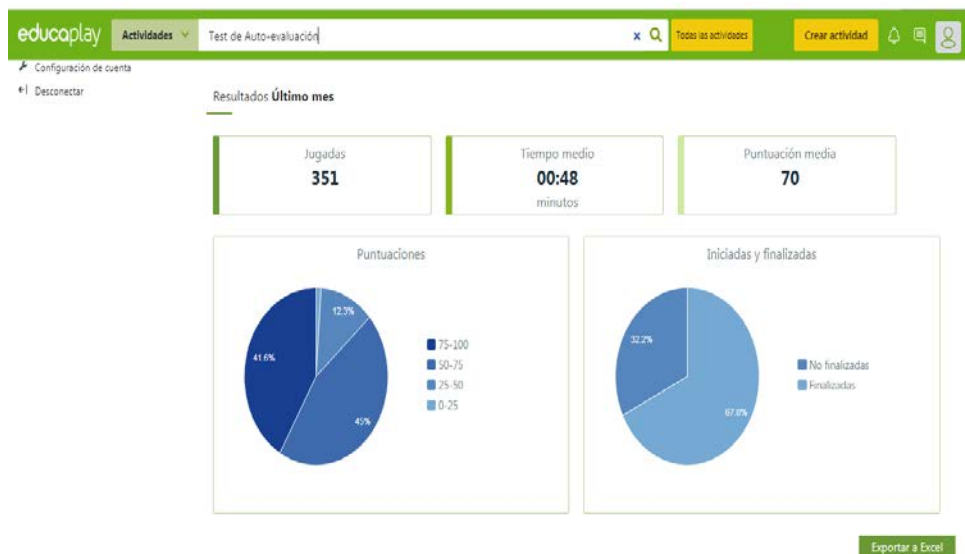 educaplay
Actividades
Test de Auto-evaluación
x
Todas las actividades
Crear actividad
Configuración de cuenta
Desconectar
Resultados Último mes
Jugadas
351
Tiempo medio
00:48
minutos
Puntuación media
70
Puntuaciones
12.3%
41.6%
45%
75-100
50-75
25-50
0-25
Iniciadas y finalizadas
32.2%
67.8%
No finalizadas
Finalizadas
Exportar a Excel